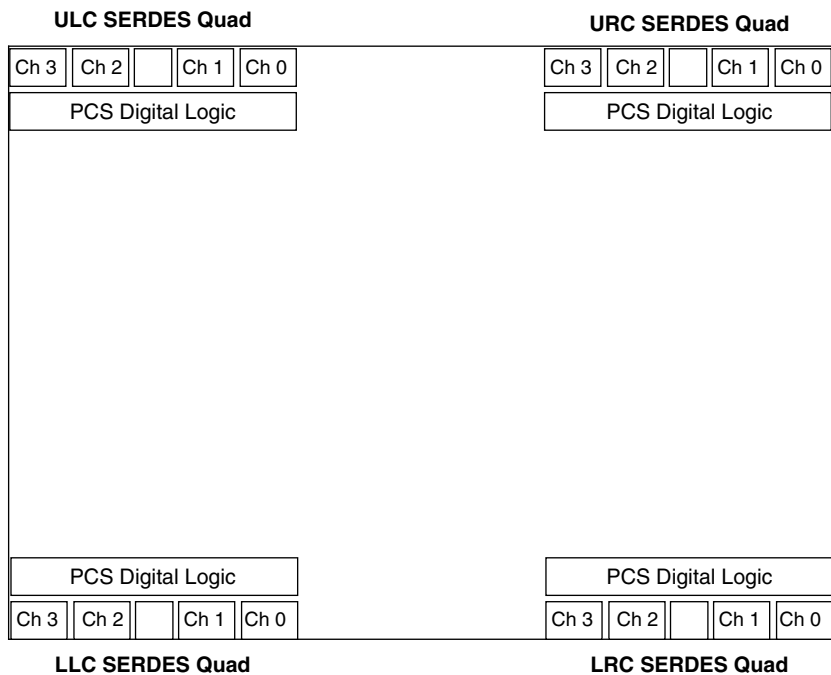 ULC SERDES Quad
URC SERDES Quad
Ch 3 Ch 2 Ch 1 Ch 0
Ch 3 Ch 2 Ch 1 Ch 0
PCS Digital Logic
PCS Digital Logic
PCS Digital Logic
PCS Digital Logic
Ch 3 Ch 2 Ch 1 Ch 0
Ch 3 Ch 2 Ch 1 Ch 0
LLC SERDES Quad
LRC SERDES Quad